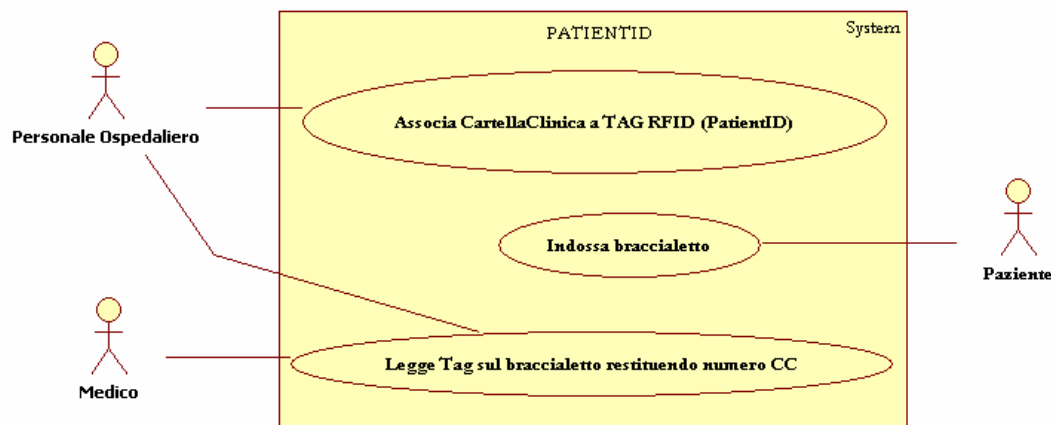 System
PATIENTID
Associa CartellaClinica a TAG RFID (PatientID)
Personale Ospedaliero
Indossa braccialetto
Paziente
Legge Tag sul braccialetto restituendo numero CC
Medico